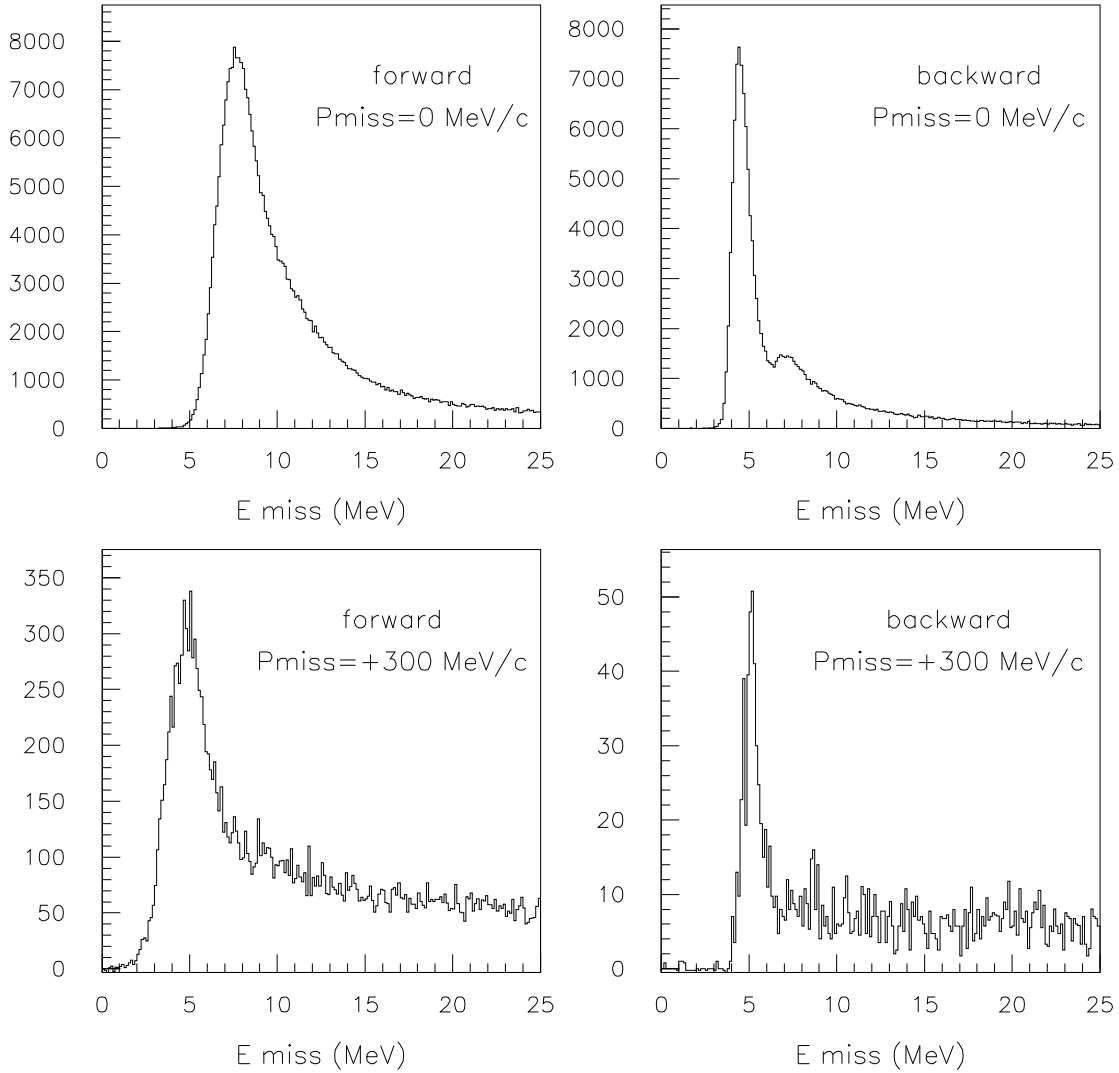 8000
7000
6000
5000
4000
3000
2000
1000
0
forward
Pmiss=0 MeV/c
0 5 10 15 20 25
E miss (MeV)
8000
7000
6000
5000
4000
3000
2000
1000
0
backward
Pmiss=0 MeV/c
0 5 10 15 20 25
E miss (MeV)
350
300
250
200
150
100
50
0
forward
Pmiss=+300 MeV/c
0 5 10 15 20 25
E miss (MeV)
50
40
30
20
10
0
backward
Pmiss=+300 MeV/c
0 5 10 15 20 25
E miss (MeV)